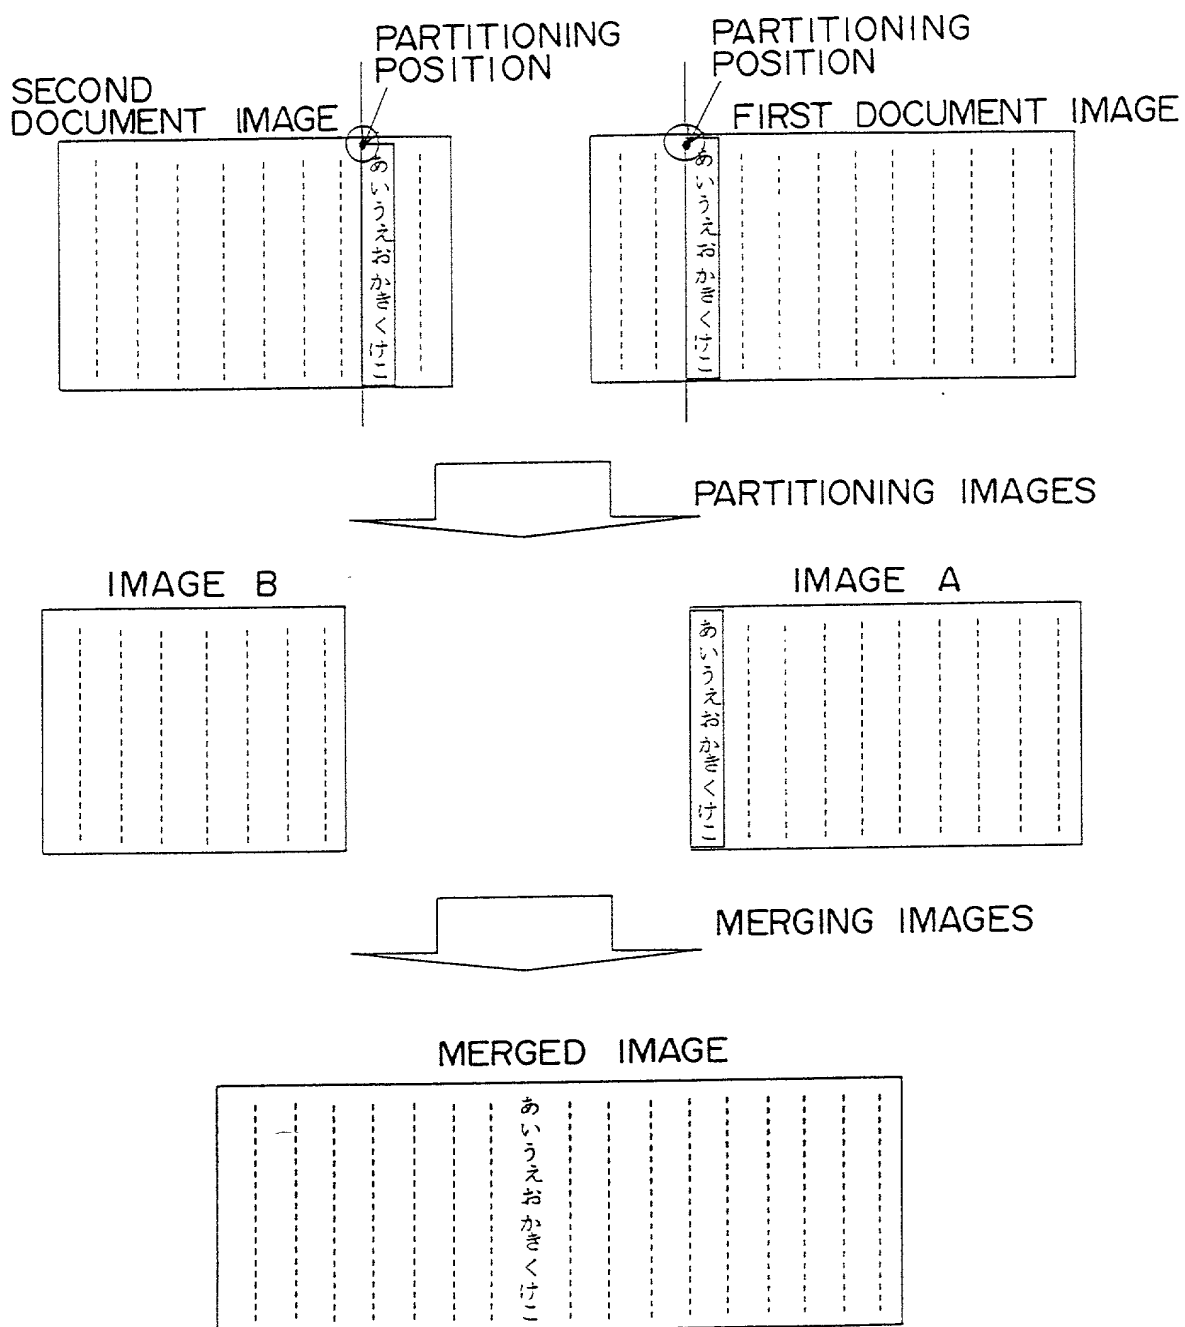 PARTITIONING
POSITION
PARTITIONING
POSITION
SECOND
DOCUMENT IMAGE
FIRST DOCUMENT IMAGE
あいうえおかきくけこ
あいうえおかきくけこ
PARTITIONING IMAGES
IMAGE B
IMAGE A
あいうえおかきくけこ
MERGING IMAGES
MERGED IMAGE
あいうえおかきくけこ